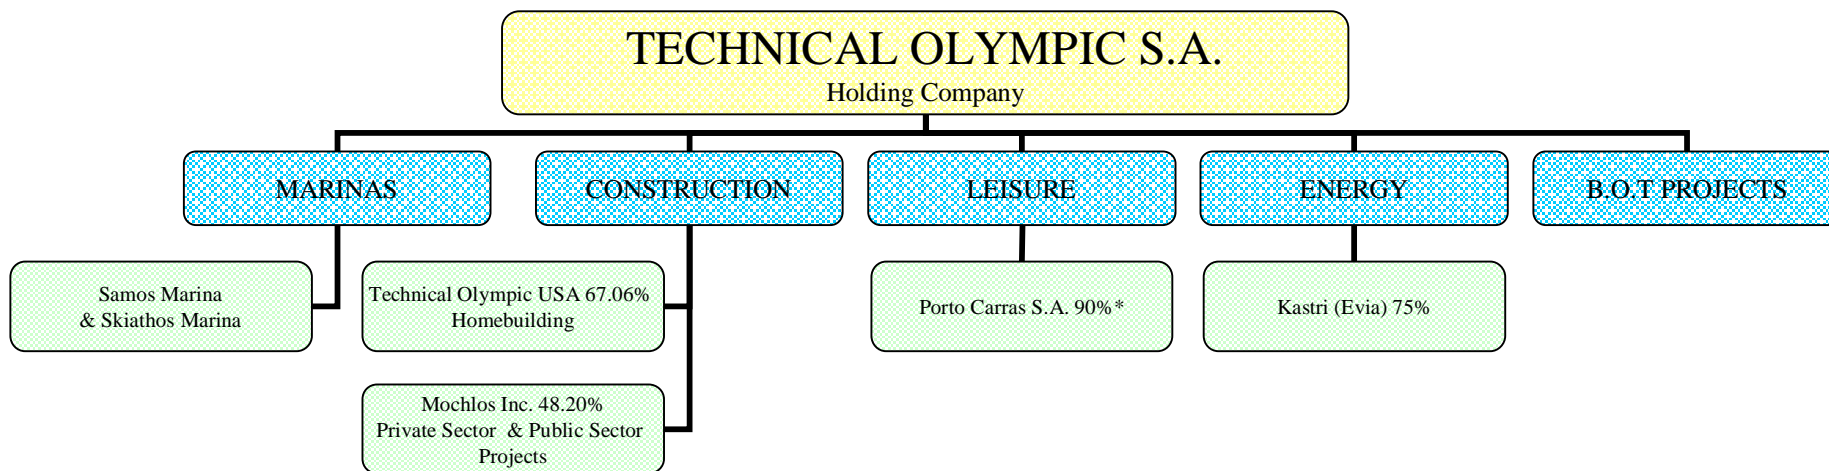 TECHNICAL OLYMPIC S.A.
Holding Company
MARINAS
CONSTRUCTION
LEISURE
ENERGY
B.O.T PROJECTS
Samos Marina
& Skiathos Marina
Technical Olympic USA 67.06%
Homebuilding
Porto Carras S.A. 90%*
Kastri (Evia) 75%
Mochlos Inc. 48.20%
Private Sector & Public Sector
Projects